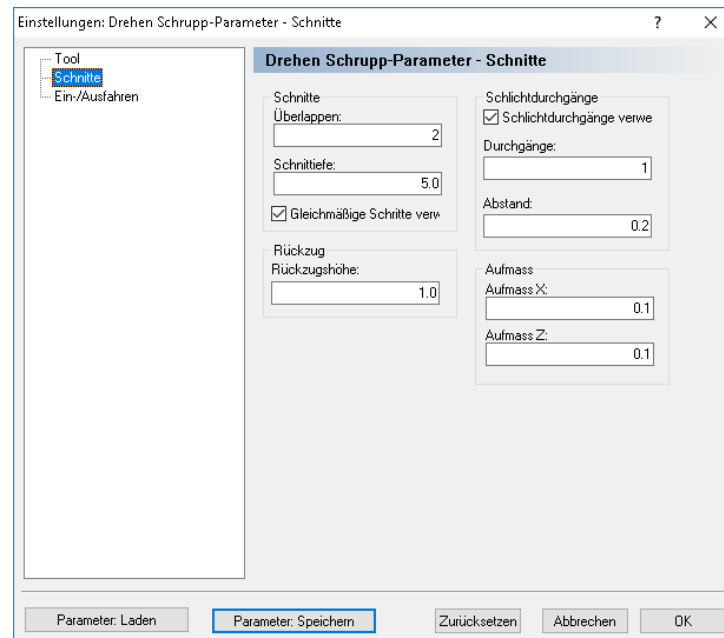 Einstellungen: Drehen Schrupp-Parameter - Schnitte
?
Tool
Schnitte
Ein-/Ausfahren
Drehen Schrupp-Parameter - Schnitte
Schnitte
Überlappen:
2
Schnittiefe:
5.0
Gleichmäßige Schritte verw
Rückzug
Rückzugshöhe:
1.0
Schlichtdurchgänge
Schlichtdurchgänge verwe
Durchgänge:
1
Abstand:
0.2
Aufmass
Aufmass X:
0.1
Aufmass Z:
0.1
Parameter: Laden
Parameter: Speichern
Zurücksetzen
Abbrechen
OK